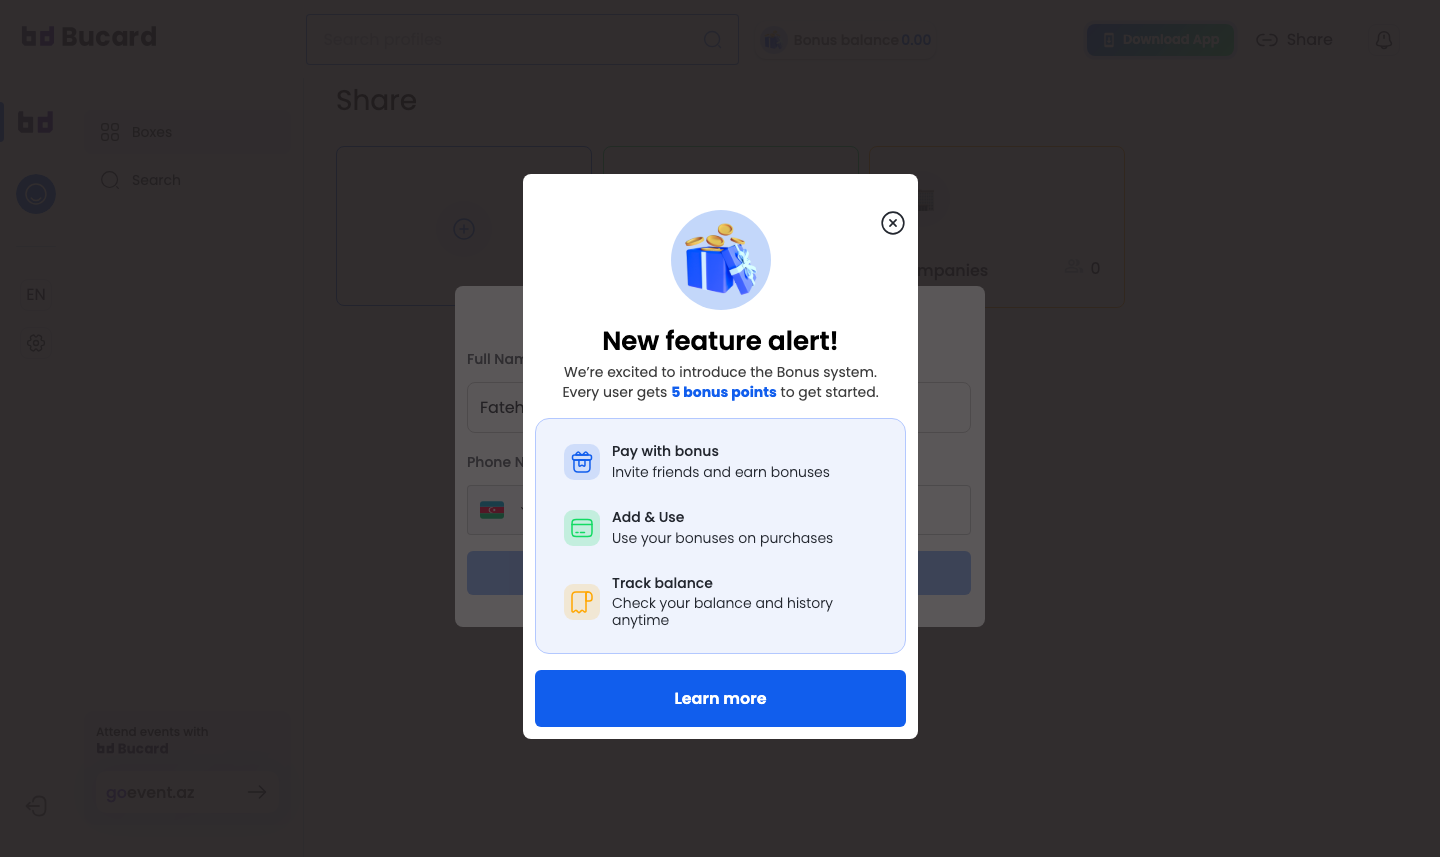 bd Bucard
Search profiles
Bonus balance 0.00
Download App
Share
Share
bd
Boxes
Search
EN
mpanies
0
Full Nam
Fateh
Phone N
New feature alert!
We're excited to introduce the Bonus system.
Every user gets 5 bonus points to get started.
Pay with bonus
Invite friends and earn bonuses
Add & Use
Use your bonuses on purchases
Track balance
Check your balance and history
anytime
Learn more
Attend events with
bd Bucard
goevent.az